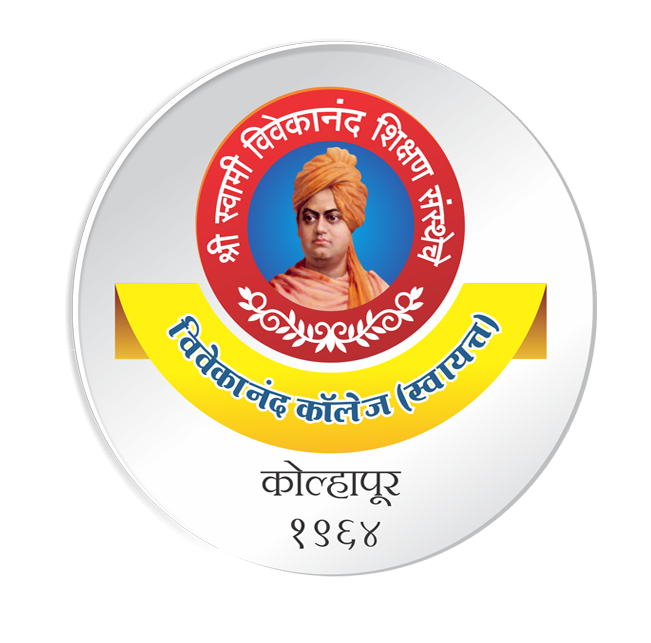 श्री स्वामी विवेकानंद शिक्षण संस्थेचे
विवेकानंद कॉलेज (स्वायत्त)
कोल्हापूर
१९६४